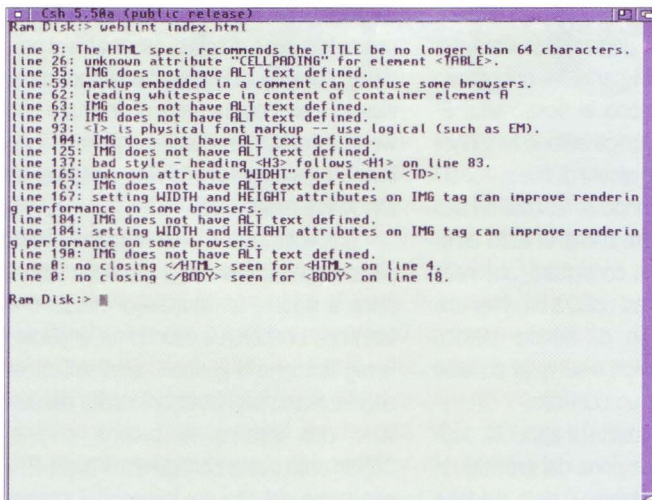 Csh 5.50a (public release)
Ram Disk:> weblint index.html
line 9: The HTML spec. recommends the TITLE be no longer than 64 characters.
line 26: unknown attribute "CELLPADING" for element <TABLE>.
line 35: IMG does not have ALT text defined.
line 59: markup embedded in a comment can confuse some browsers.
line 62: leading whitespace in content of container element A
line 63: IMG does not have ALT text defined.
line 77: IMG does not have ALT text defined.
line 93: <I> is physical font markup -- use logical (such as EM).
line 104: IMG does not have ALT text defined.
line 125: IMG does not have ALT text defined.
line 137: bad style - heading <H3> follows <H1> on line 83.
line 165: unknown attribute "WIDHT" for element <TD>.
line 167: IMG does not have ALT text defined.
line 167: setting WIDTH and HEIGHT attributes on IMG tag can improve renderin
g performance on some browsers.
line 184: IMG does not have ALT text defined.
line 184: setting WIDTH and HEIGHT attributes on IMG tag can improve renderin
g performance on some browsers.
line 190: IMG does not have ALT text defined.
line 0: no closing </HTML> seen for <HTML> on line 4.
line 0: no closing </BODY> seen for <BODY> on line 18.
Ram Disk:>